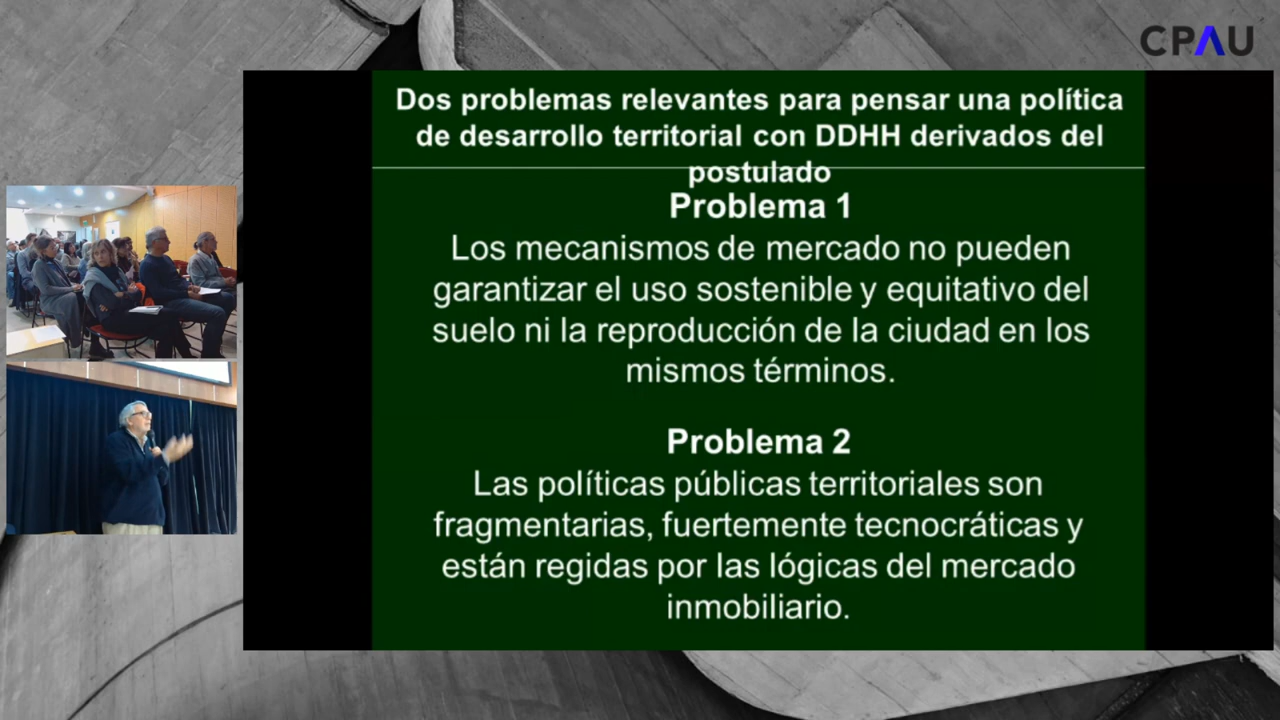 CPAU
Dos problemas relevantes para pensar una política
de desarrollo territorial con DDHH derivados del
postulado
Problema 1
Los mecanismos de mercado no pueden
garantizar el uso sostenible y equitativo del
suelo ni la reproducción de la ciudad en los
mismos términos.
Problema 2
Las políticas públicas territoriales son
fragmentarias, fuertemente tecnocráticas y
están regidas por las lógicas del mercado
inmobiliario.